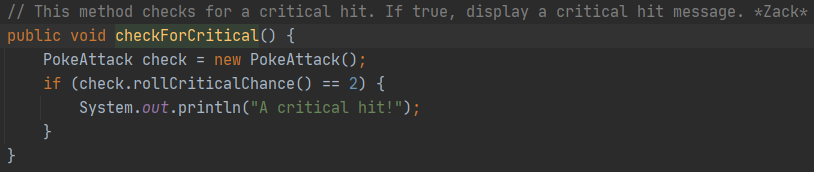 // This method checks for a critical hit. If true, display a critical hit message. *Zack*
public void checkForCritical() {
    PokeAttack check = new PokeAttack();
    if (check.rollCriticalChance() == 2) {
        System.out.println("A critical hit!");
    }
}